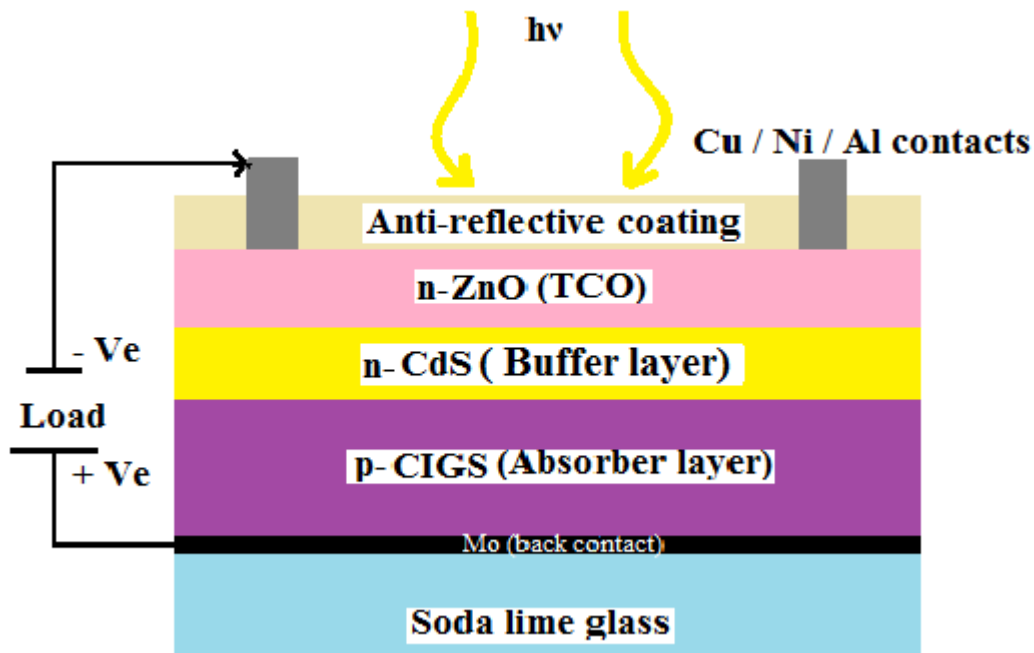 hν
Cu / Ni / Al contacts
Anti-reflective coating
n-ZnO (TCO)
- Ve
n- CdS ( Buffer layer)
Load
+ Ve
p- CIGS (Absorber layer)
Mo (back contact)
Soda lime glass